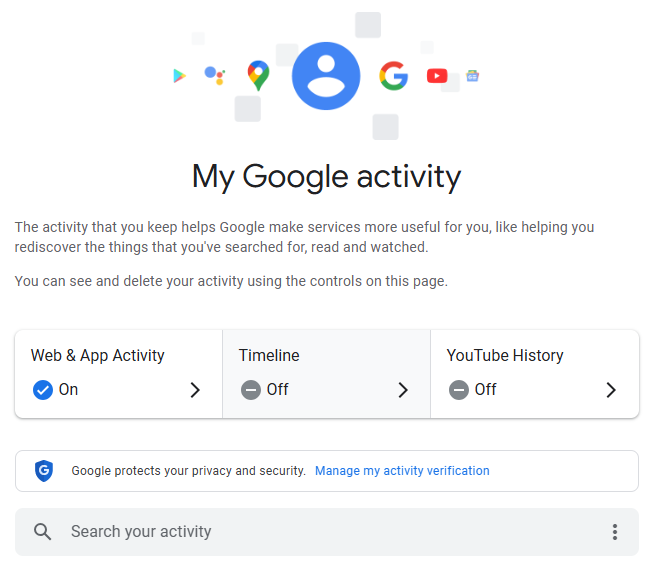 My Google activity
The activity that you keep helps Google make services more useful for you, like helping you
rediscover the things that you've searched for, read and watched.
You can see and delete your activity using the controls on this page.
Web & App Activity
On
Timeline
Off
YouTube History
Off
Google protects your privacy and security. Manage my activity verification
Search your activity